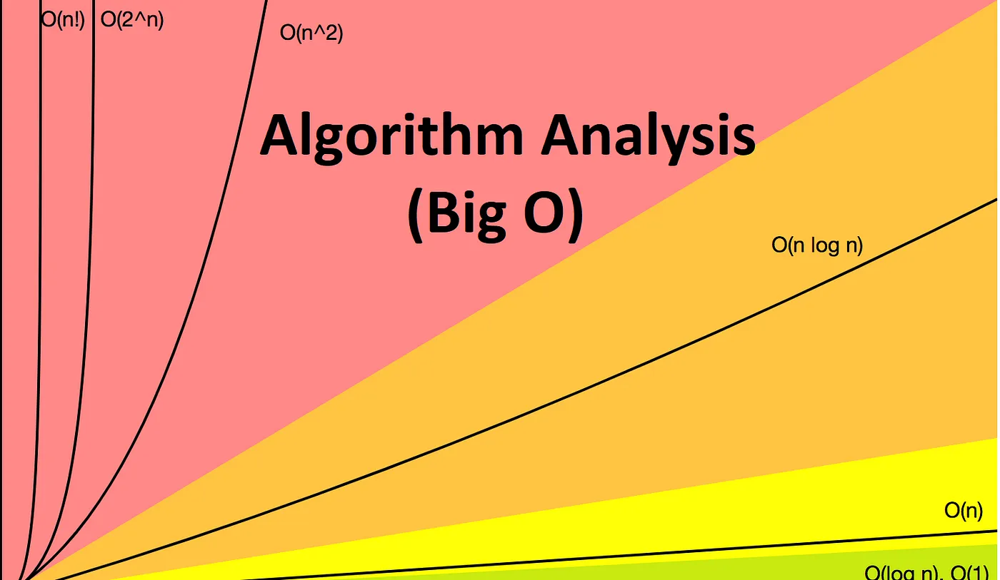 O(n!) O(2^n)
O(n^2)
Algorithm Analysis
(Big O)
O(n log n)
O(n)
O(log n), O(1)